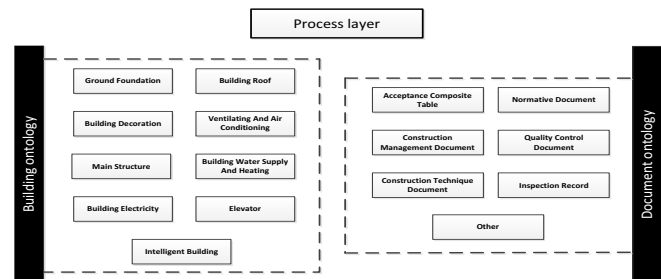 Process layer
Building ontology
Ground Foundation
Building Roof
Building Decoration
Ventilating And Air
Conditioning
Main Structure
Building Water Supply
And Heating
Building Electricity
Elevator
Intelligent Building
Acceptance Composite
Table
Normative Document
Construction
Management Document
Quality Control
Document
Construction Technique
Document
Inspection Record
Other
Document ontology